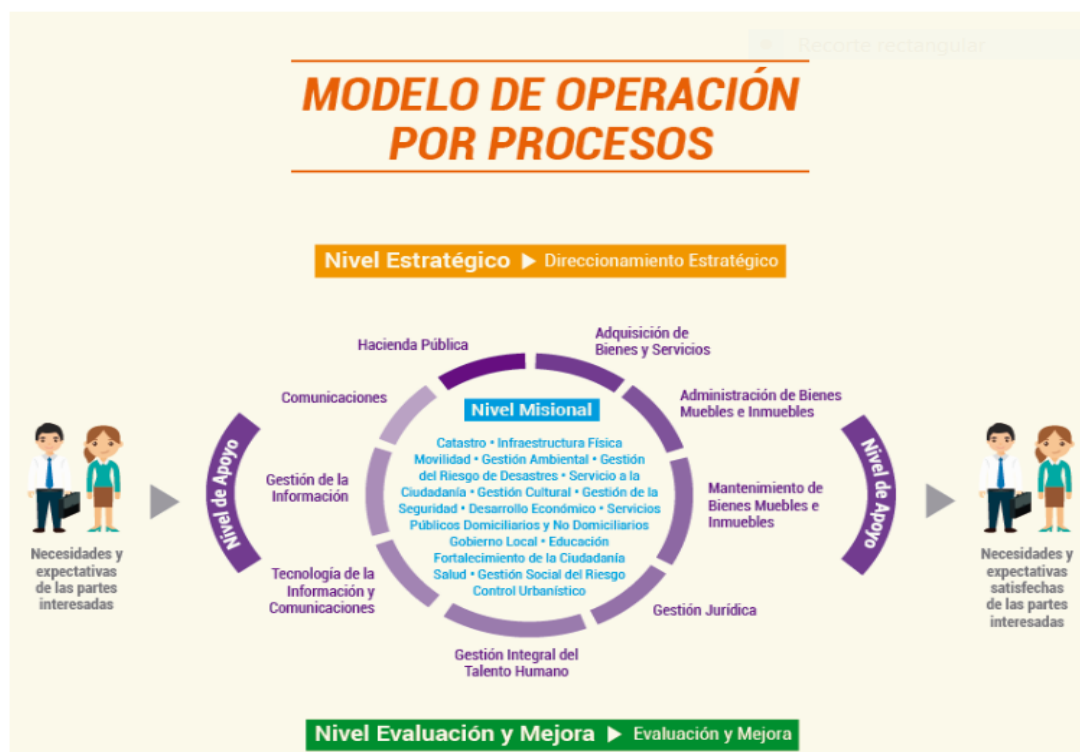 Recorte rectangular
MODELO DE OPERACIÓN
POR PROCESOS
Nivel Estratégico ▶ Direccionamiento Estratégico
Hacienda Pública
Adquisición de
Bienes y Servicios
Comunicaciones
Administración de Bienes
Muebles e Inmuebles
Gestión de la
Información
Mantenimiento de
Bienes Muebles e
Inmuebles
Tecnología de la
Información y
Comunicaciones
Gestión Jurídica
Gestión Integral del
Talento Humano
Nivel Misional
Catastro • Infraestructura Física
Movilidad • Gestión Ambiental • Gestión
del Riesgo de Desastres • Servicio a la
Ciudadanía • Gestión Cultural • Gestión de la
Seguridad • Desarrollo Económico • Servicios
Públicos Domiciliarios y No Domiciliarios
Gobierno Local • Educación
Fortalecimiento de la Ciudadanía
Salud • Gestión Social del Riesgo
Control Urbanístico
Nivel de Apoyo
Nivel de Apoyo
Necesidades y
expectativas
de las partes
interesadas
Necesidades y
expectativas
satisfechas
de las partes
interesadas
Nivel Evaluación y Mejora ▶ Evaluación y Mejora